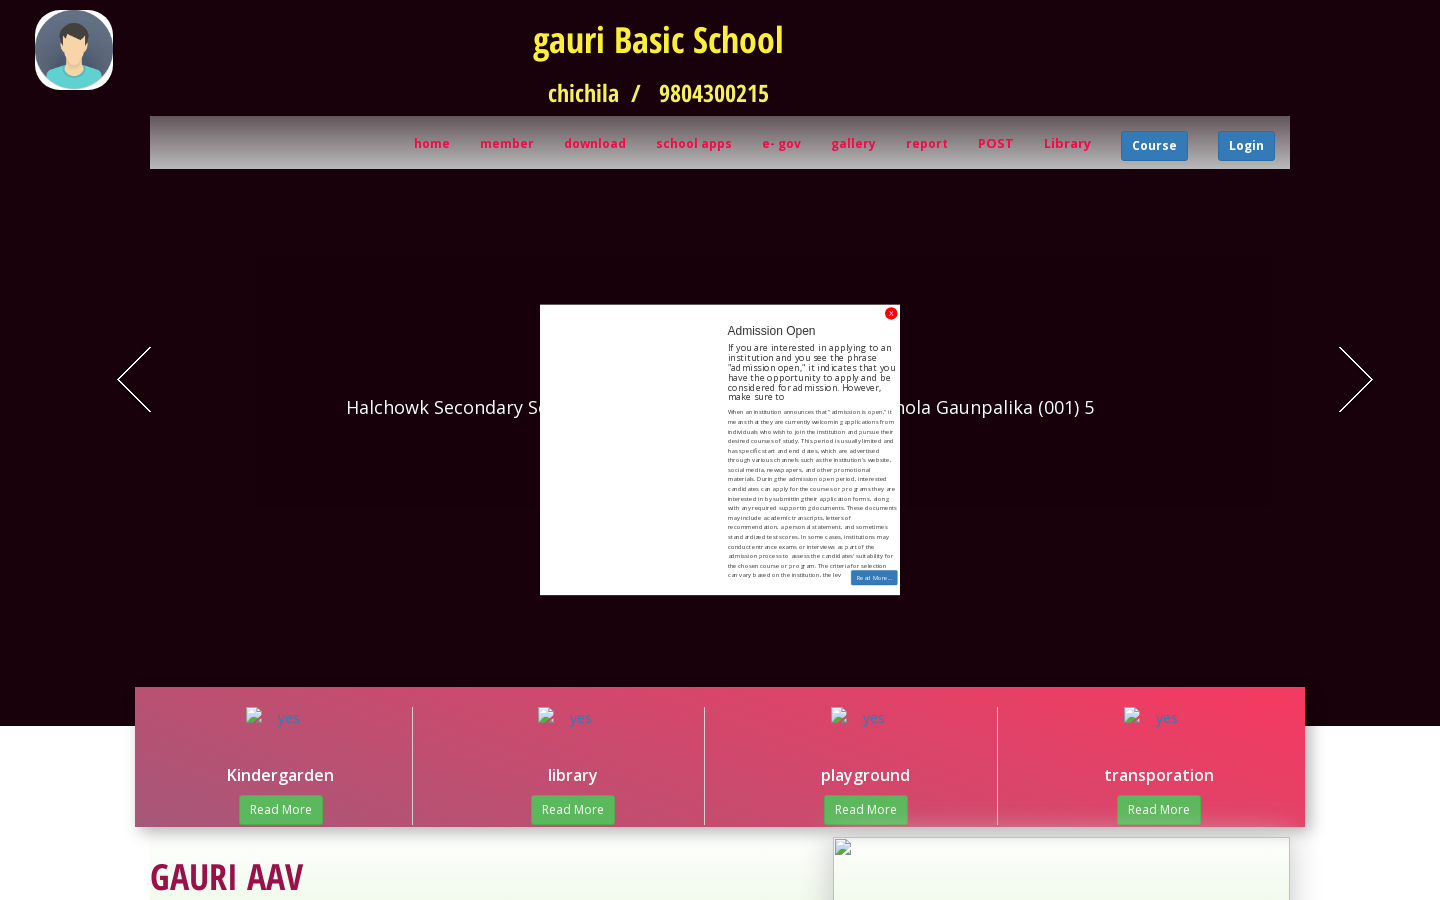 gauri Basic School
chichila / 9804300215
home member download school apps e- gov gallery report POST Library Course Login
X
Admission Open
If you are interested in applying to an
institution and you see the phrase
"admission open," it indicates that you
have the opportunity to apply and be
considered for admission. However,
make sure to
When an institution announces that "admission is open," it
means that they are currently welcoming applications from
individuals who wish to join the institution and pursue their
desired courses of study. This period is usually limited and
has specific start and end dates, which are advertised
through various channels such as the institution's website,
social media, newspapers, and other promotional
materials. During the admission open period, interested
candidates can apply for the courses or programs they are
interested in by submitting their application forms, along
with any required supporting documents. These documents
may include academic transcripts, letters of
recommendation, a personal statement, and sometimes
standardized test scores. In some cases, institutions may
conduct entrance exams or interviews as part of the
admission process to assess the candidates' suitability for
the chosen course or program. The criteria for selection
can vary based on the institution, the lev
Read More...
Halchowk Secondary Gaunpalika (001) 5
yes yes yes yes
Kindergarden library playground transporation
Read More Read More Read More Read More
GAURI AAV